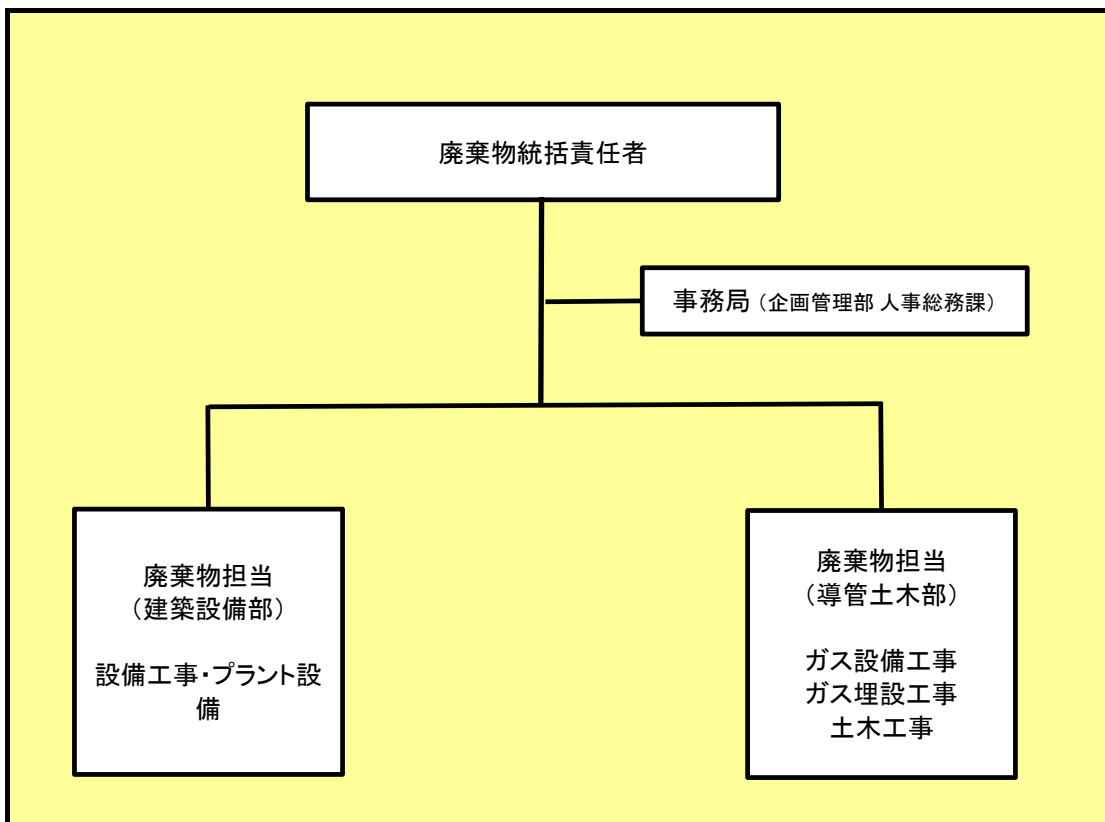 廃棄物統括責任者
事務局（企画管理部 人事総務課）
廃棄物担当
（建築設備部）
設備工事・プラント設
備
廃棄物担当
（導管土木部）
ガス設備工事
ガス埋設工事
土木工事